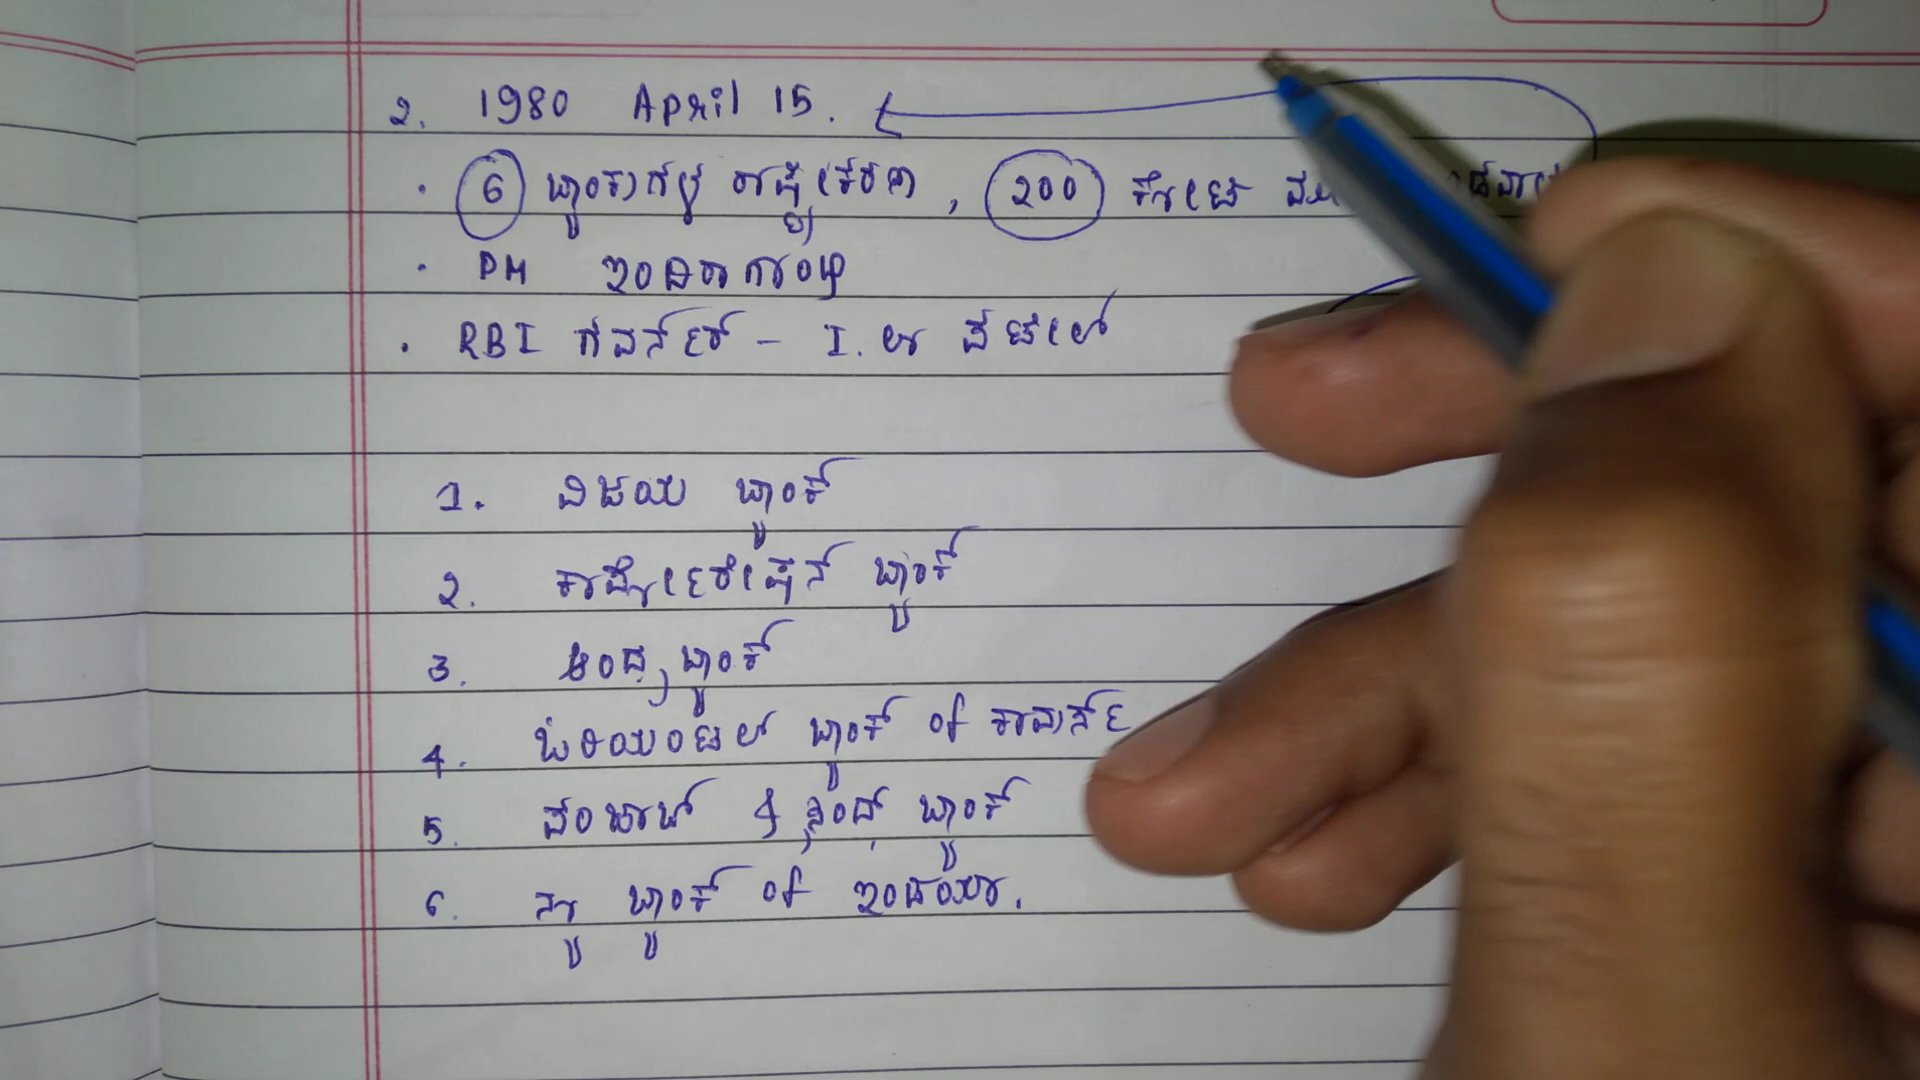 2. 1980 April 15.
• 6 ಬ್ಯಾಂಕುಗಳ ರಾಷ್ಟ್ರೀಕರಣ, 200 ಕೋಟಿ
• PM ಇಂದಿರಾ ಗಾಂಧಿ
• RBI ಗವರ್ನರ್ - I. ಜಿ ಪಟೇಲ್
1. ವಿಜಯ ಬ್ಯಾಂಕ್
2. ಕಾರ್ಪೋರೇಷನ್ ಬ್ಯಾಂಕ್
3. ಆಂಧ್ರ ಬ್ಯಾಂಕ್
4. ಓರಿಯಂಟಲ್ ಬ್ಯಾಂಕ್ of ಕಾಮರ್ಸ್
5. ಪಂಜಾಬ್ & ಸಿಂಧ್ ಬ್ಯಾಂಕ್
6. ನ್ಯೂ ಬ್ಯಾಂಕ್ of ಇಂಡಿಯಾ.